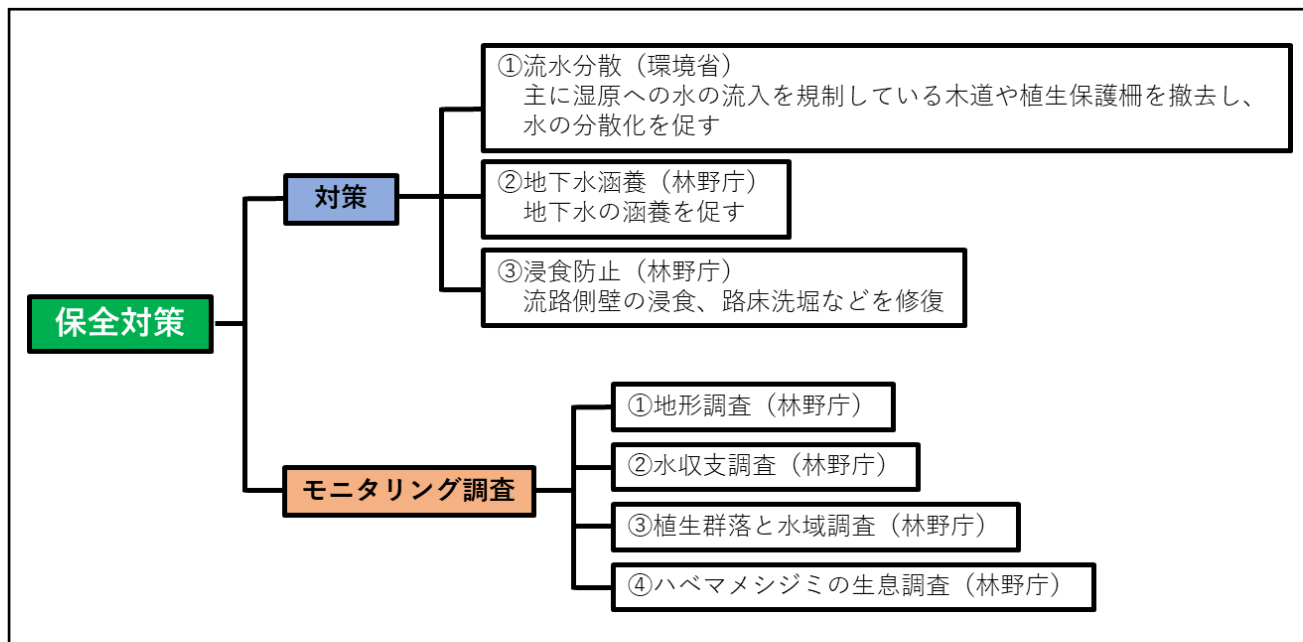 保全対策
対策
①流水分散（環境省）
主に湿原への水の流入を規制している木道や植生保護柵を撤去し、
水の分散化を促す
②地下水涵養（林野庁）
地下水の涵養を促す
③浸食防止（林野庁）
流路側壁の浸食、路床洗堀などを修復
モニタリング調査
①地形調査（林野庁）
②水収支調査（林野庁）
③植生群落と水域調査（林野庁）
④ハベマメシジミの生息調査（林野庁）